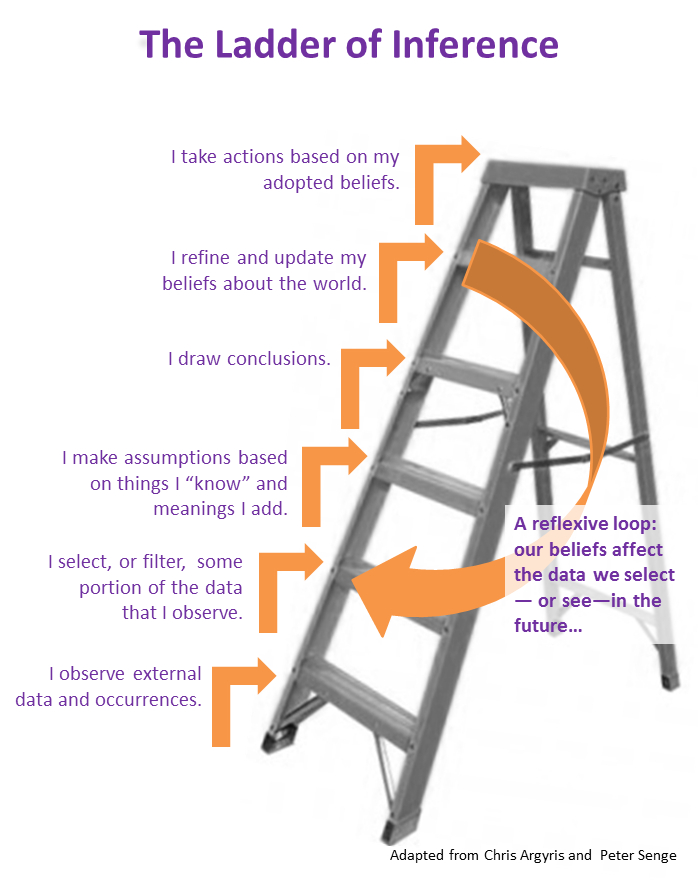 The Ladder of Inference
I take actions based on my
adopted beliefs.
I refine and update my
beliefs about the world.
I draw conclusions.
I make assumptions based
on things I “know” and
meanings I add.
I select, or filter, some
portion of the data
that I observe.
I observe external
data and occurrences.
A reflexive loop:
our beliefs affect
the data we select
— or see—in the
future…
Adapted from Chris Argyris and Peter Senge